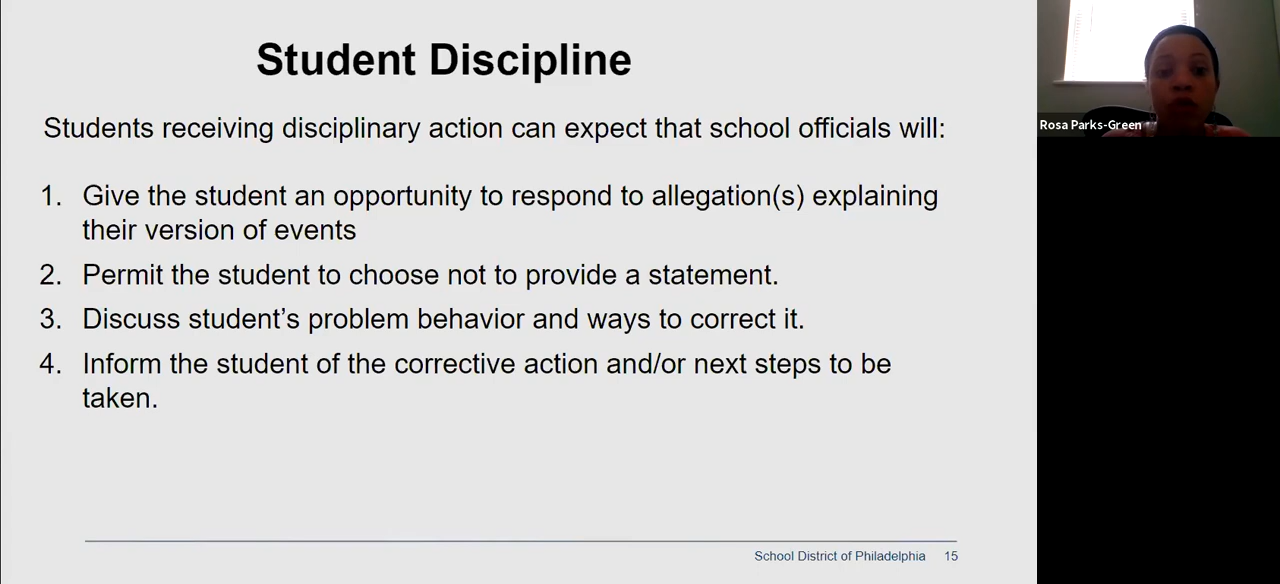 Student Discipline
Students receiving disciplinary action can expect that school officials will:
1. Give the student an opportunity to respond to allegation(s) explaining
their version of events
2. Permit the student to choose not to provide a statement.
3. Discuss student’s problem behavior and ways to correct it.
4. Inform the student of the corrective action and/or next steps to be
taken.
School District of Philadelphia 15
Rosa Parks-Green